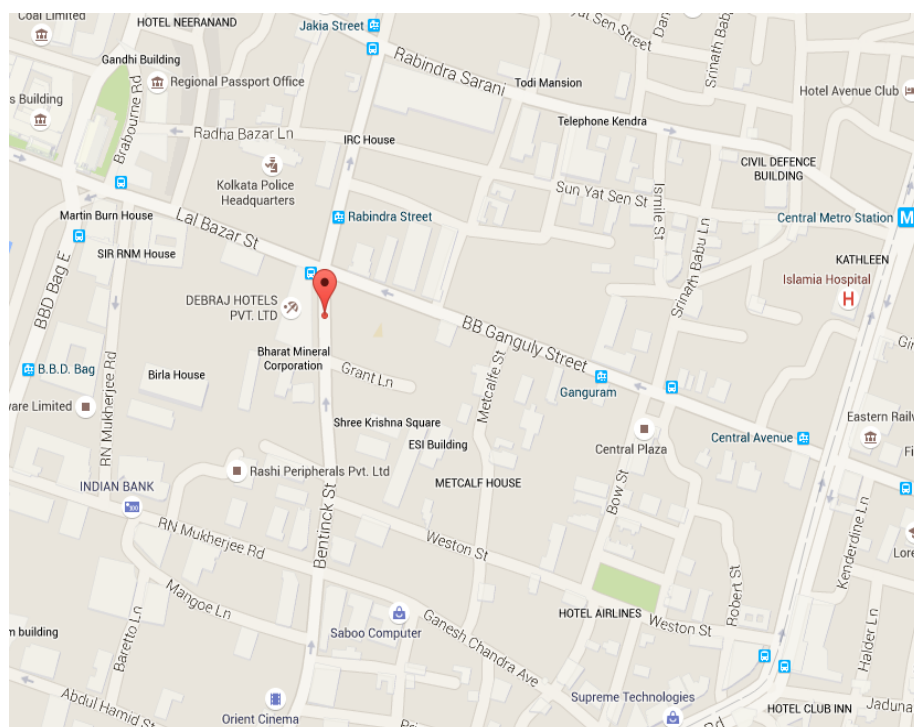 Coal Limited
HOTEL NEERANAND
Jakia Street
Dan
Srinath Bab
Yat Sen St
Gandhi Building
Rabindra Sarani
Regional Passport Office
Todi Mansion
Hotel Avenue Club
s Building
Brabourne Rd
Radha Bazar Ln
IRC House
Telephone Kendra
Kolkata Police
Headquarters
CIVIL DEFENCE
BUILDING
Sun Yat Sen St
Ismile St
Martin Burn House
Lal Bazar St
Rabindra Street
Central Metro Station
M
SIR RNM House
Srinath Babu Ln
KATHLEEN
BBD Bag E
Islamia Hospital
H
DEBRAJ HOTELS
PVT. LTD
BB Ganguly Street
Gi
Bharat Mineral
Corporation
B.B.D. Bag
Birla House
Grant Ln
Metcalfe St
Ganguram
RN Mukherjee Rd
ware Limited
Shree Krishna Square
Eastern Railw
ESI Building
Central Plaza
Central Avenue
Fi
Rashi Peripherals Pvt. Ltd
INDIAN BANK
METCALF HOUSE
Bow St
Bentinck St
RN Mukherjee Rd
Weston St
Kenderdine Ln
Lore
Mangoe Ln
Robert St
HOTEL AIRLINES
Baretto Ln
Saboo Computer
Ganesh Chandra Ave
Weston St
m building
Halder Ln
Abdul Hamid St
Orient Cinema
Supreme Technologies
HOTEL CLUB INN
Jaduna
Rd